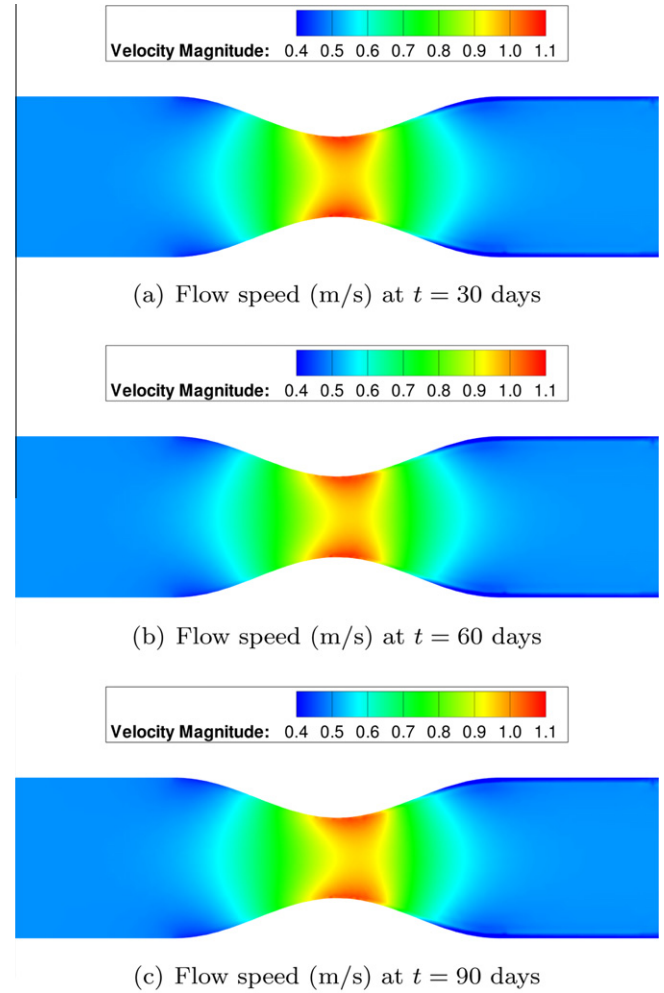 Velocity Magnitude: 0.4 0.5 0.6 0.7 0.8 0.9 1.0 1.1
(a) Flow speed (m/s) at t = 30 days
Velocity Magnitude: 0.4 0.5 0.6 0.7 0.8 0.9 1.0 1.1
(b) Flow speed (m/s) at t = 60 days
Velocity Magnitude: 0.4 0.5 0.6 0.7 0.8 0.9 1.0 1.1
(c) Flow speed (m/s) at t = 90 days